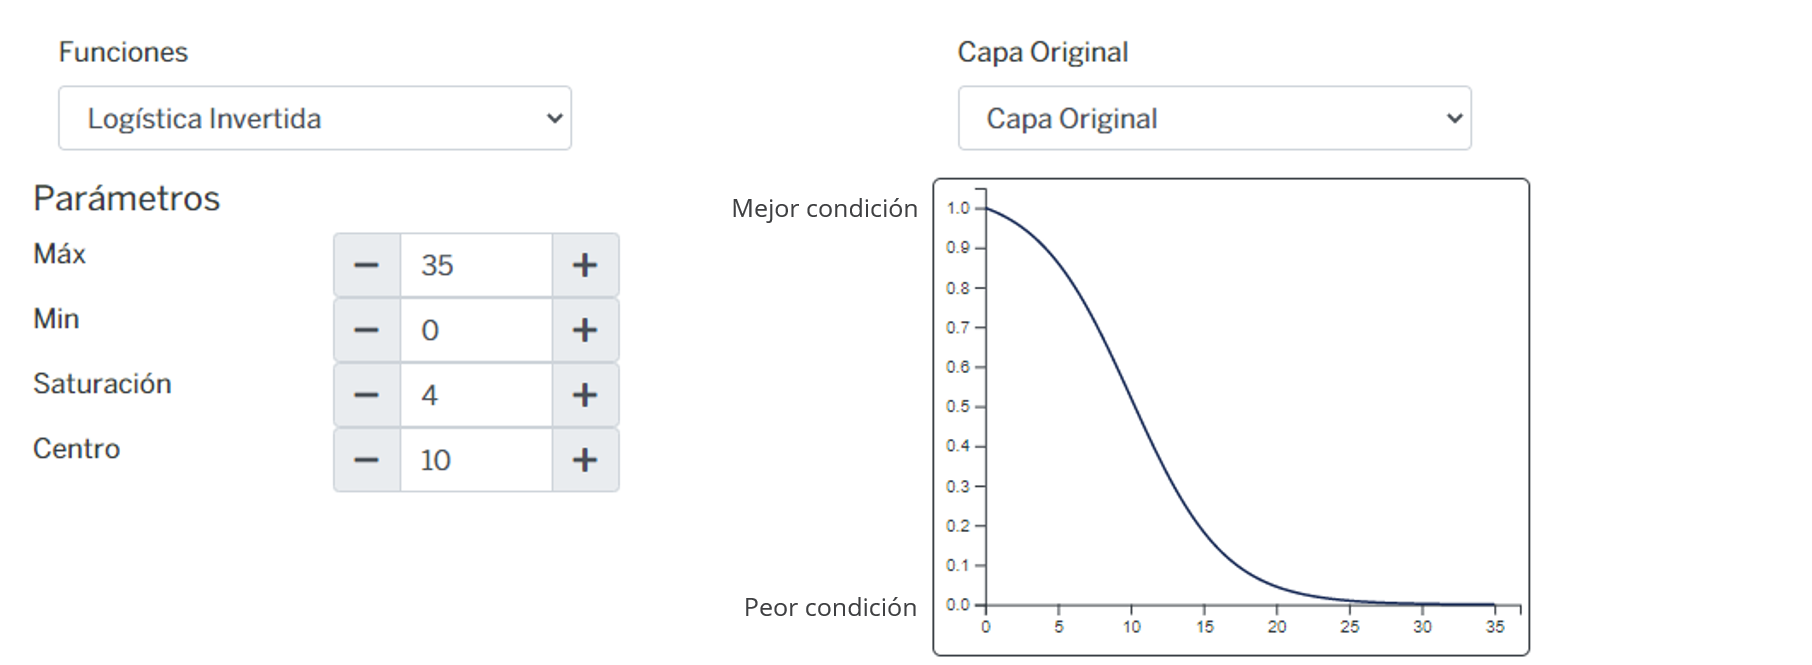 Funciones
Logística Invertida
Parámetros
Máx
35
Min
0
Saturación
4
Centro
10
Capa Original
Capa Original
Mejor condición
Peor condición
1.0
0.9
0.8
0.7
0.6
0.5
0.4
0.3
0.2
0.1
0.0
0 5 10 15 20 25 30 35